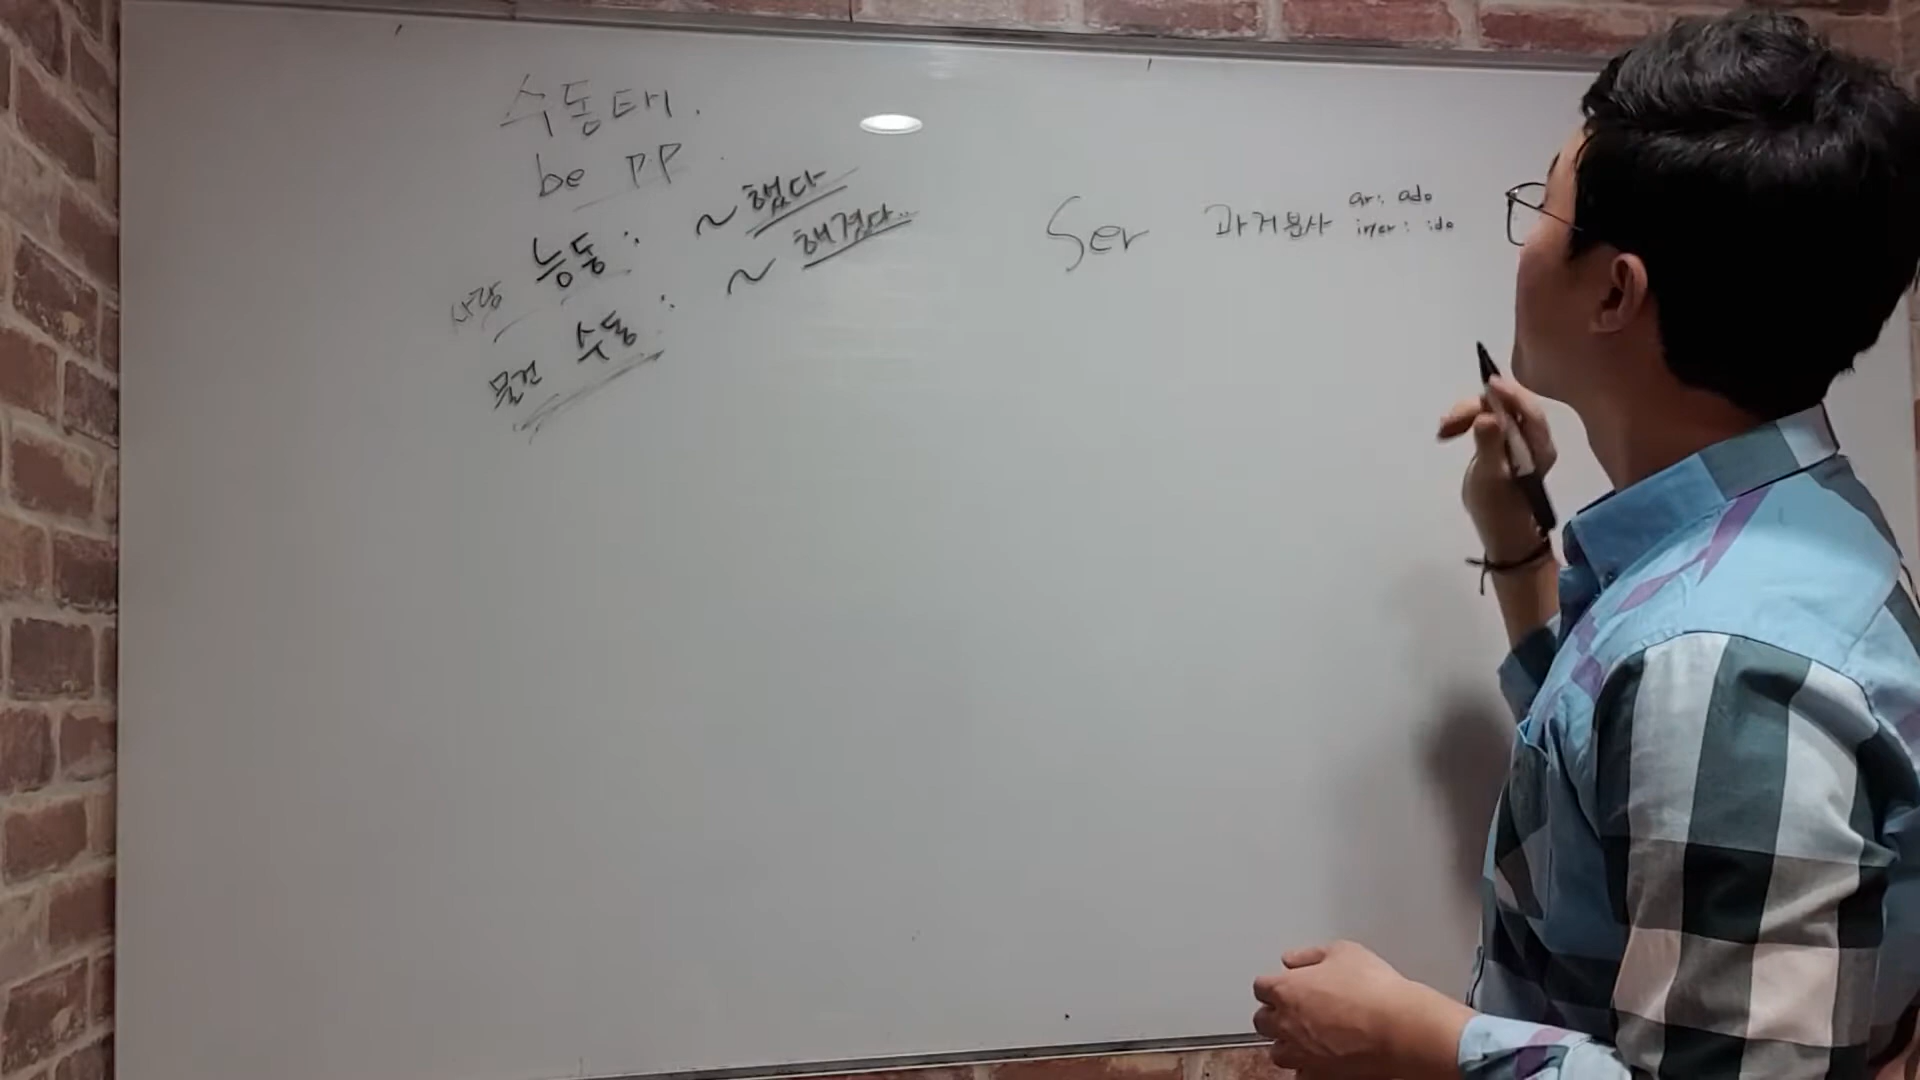 수동태.
be PP
사람 능동 : ~ 했다
물건 수동 : ~ 해졌다..
Ser 과거분사 ar: ado
ir/er: ido